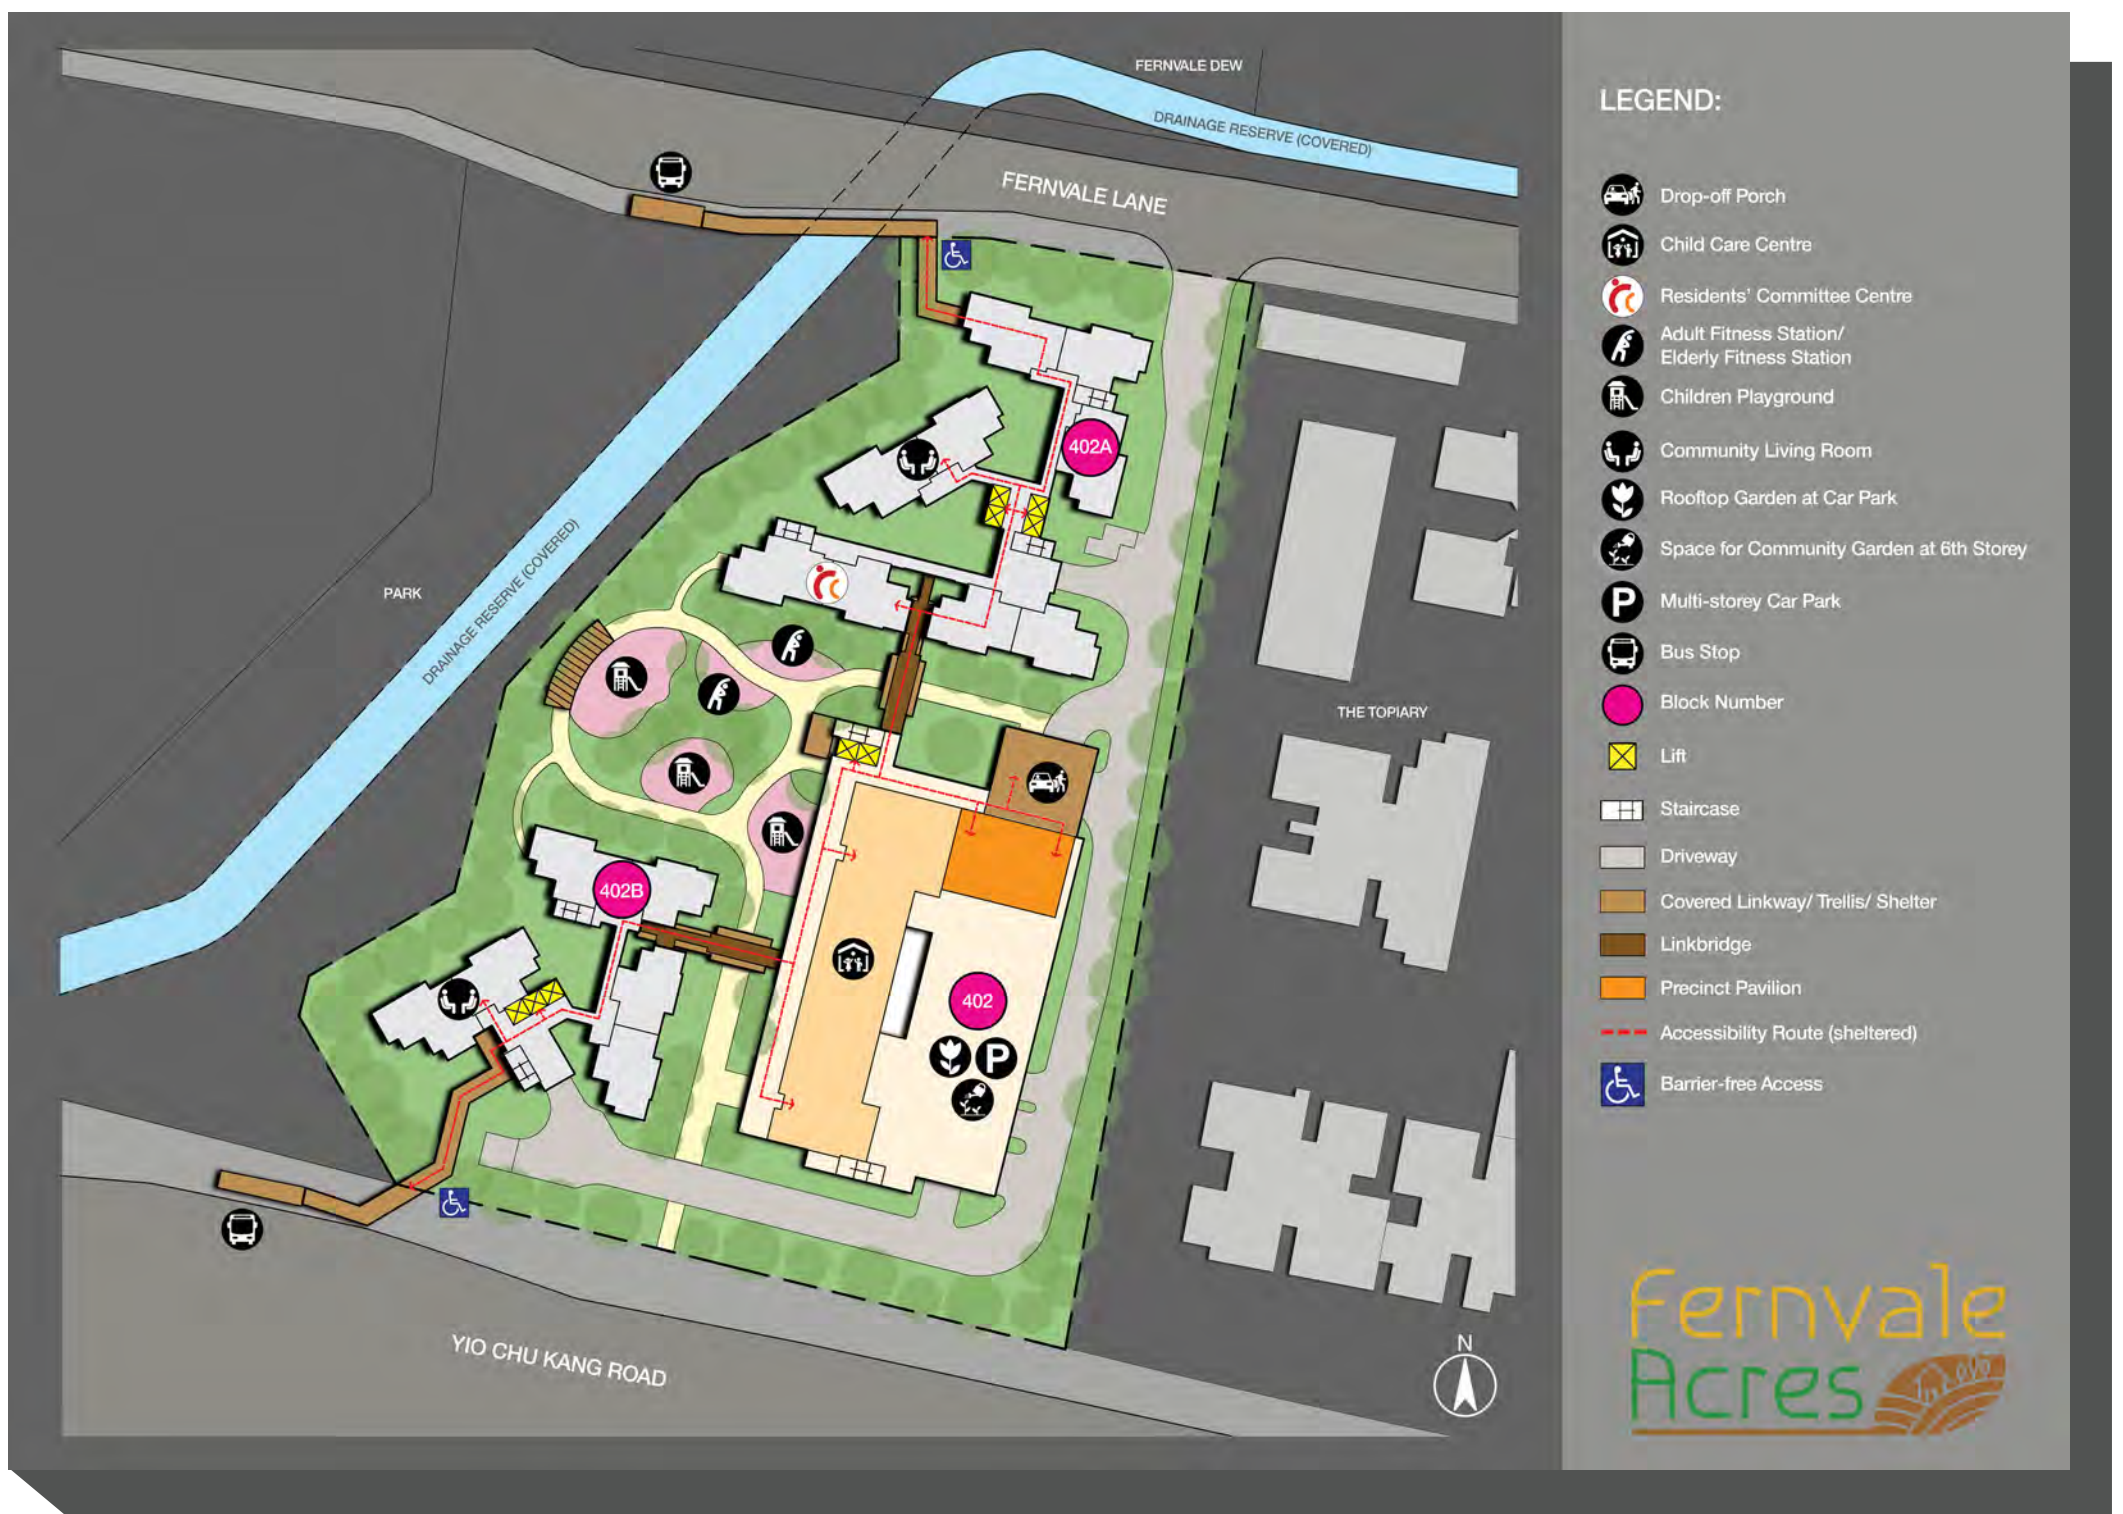 FERNVALE DEW
DRAINAGE RESERVE (COVERED)
FERNVALE LANE
402A
PARK
DRAINAGE RESERVE (COVERED)
THE TOPIARY
402B
402
P
YIO CHU KANG ROAD
N
LEGEND:
Drop-off Porch
Child Care Centre
Residents' Committee Centre
Adult Fitness Station/
Elderly Fitness Station
Children Playground
Community Living Room
Rooftop Garden at Car Park
Space for Community Garden at 6th Storey
P Multi-storey Car Park
Bus Stop
Block Number
Lift
Staircase
Driveway
Covered Linkway/ Trellis/ Shelter
Linkbridge
Precinct Pavilion
Accessibility Route (sheltered)
Barrier-free Access
Fernvale
Acres